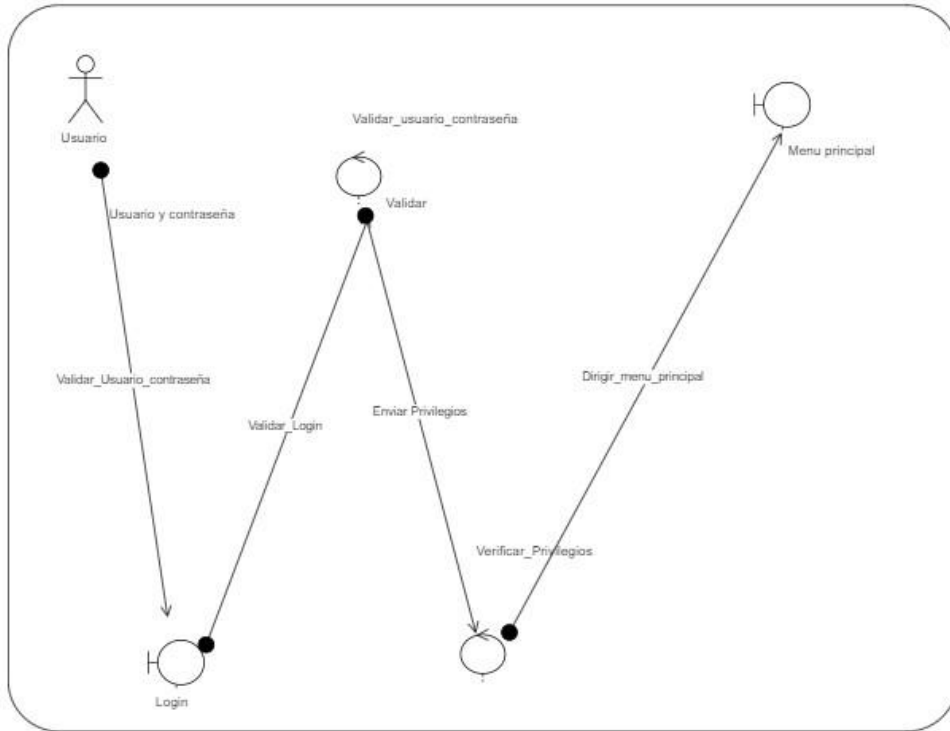 Usuario
Validar_usuario_contraseña
Menu principal
Validar
Usuario y contraseña
Validar_Usuario_contraseña
Validar_Login
Enviar Privilegios
Dirigir_menu_principal
Verificar_Privilegios
Login